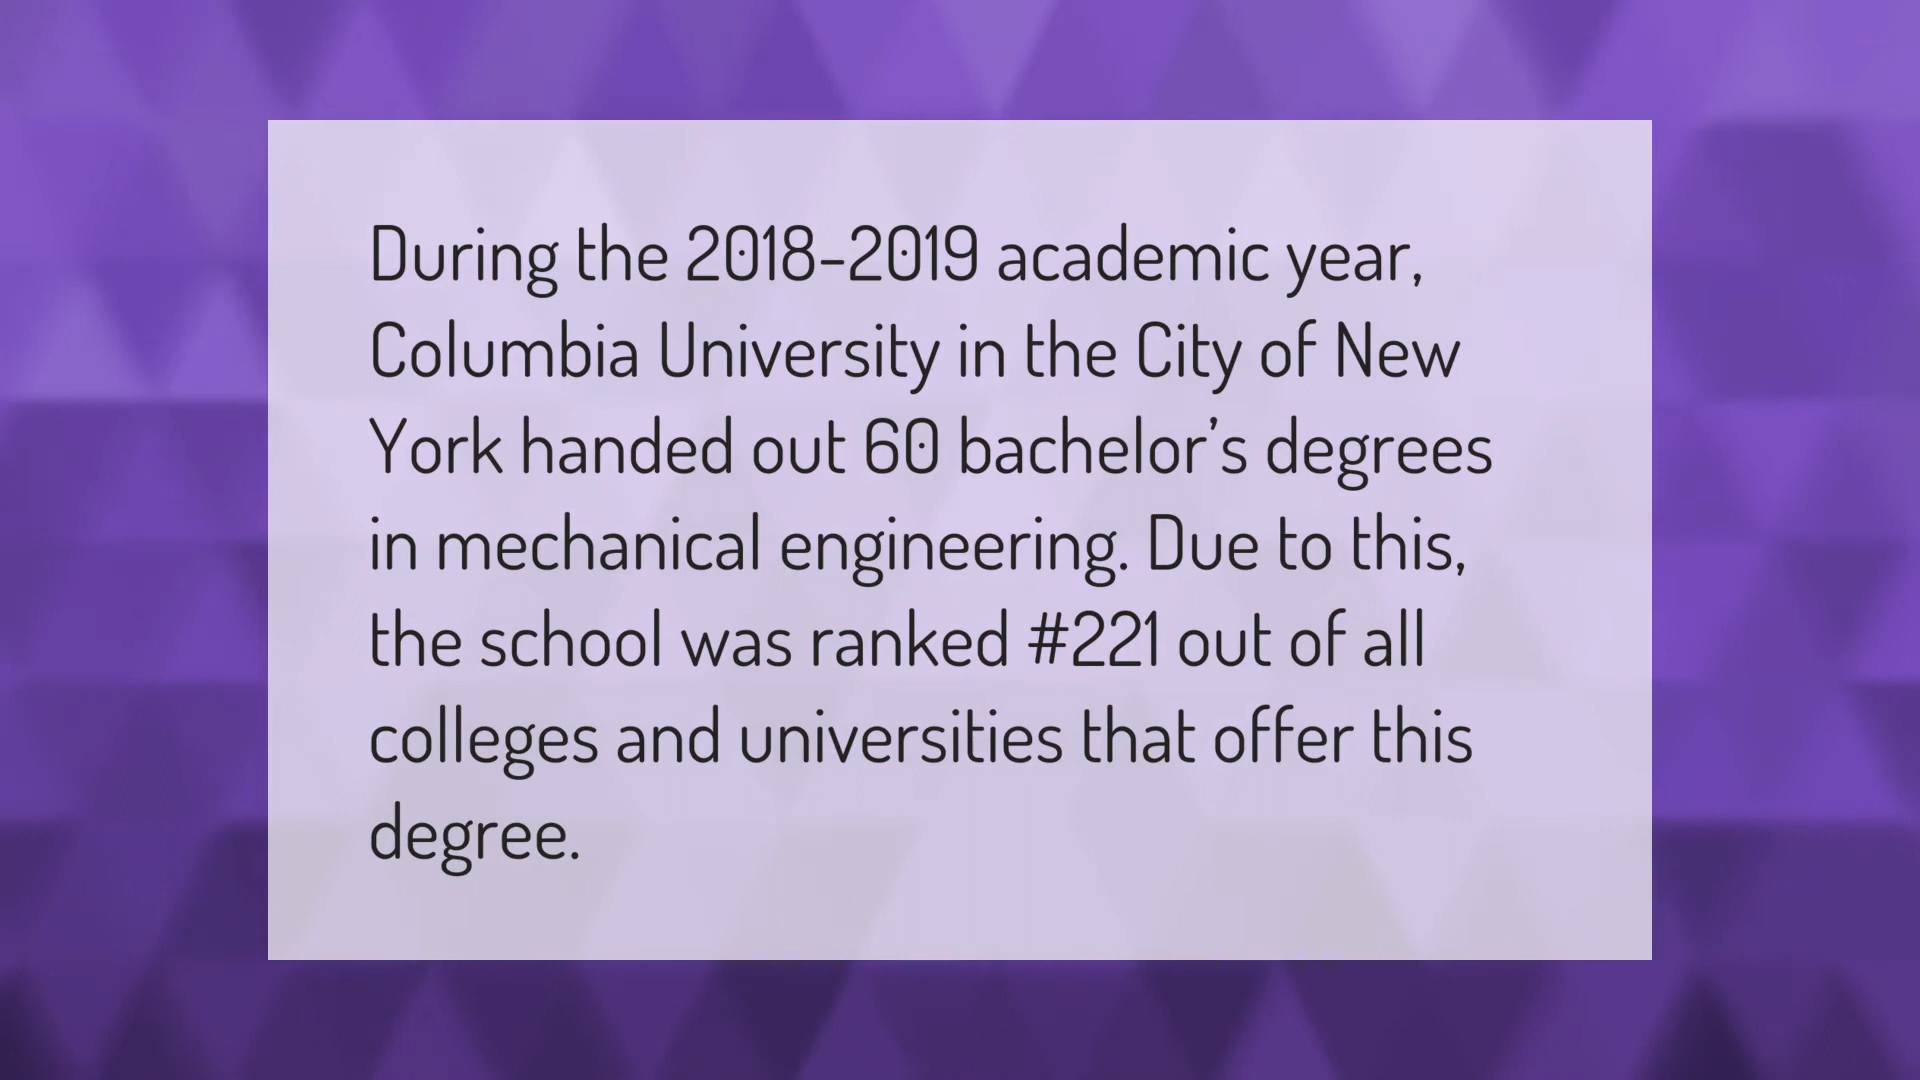 During the 2018-2019 academic year,
Columbia University in the City of New
York handed out 60 bachelor’s degrees
in mechanical engineering. Due to this,
the school was ranked #221 out of all
colleges and universities that offer this
degree.